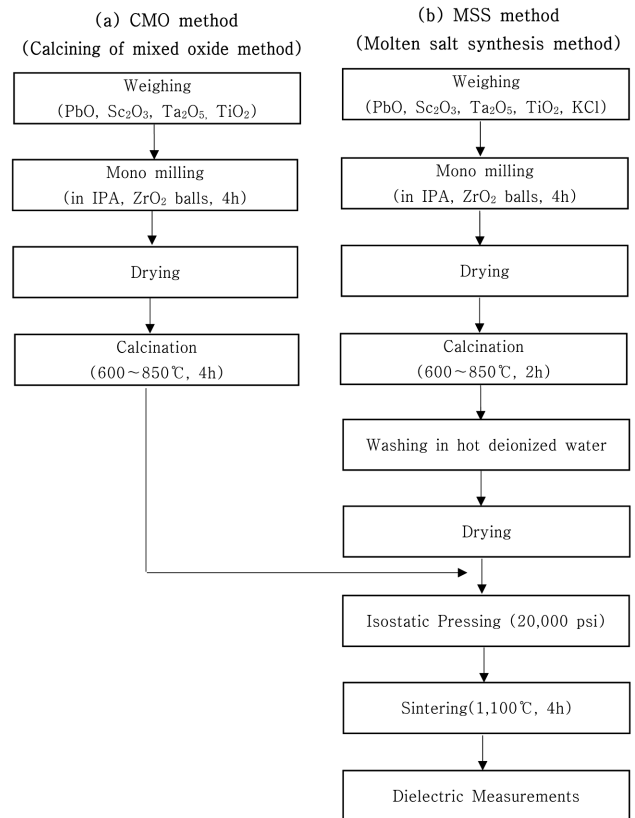 (a) CMO method
(Calcining of mixed oxide method)
Weighing
(PbO, Sc₂O₃, Ta₂O₅, TiO₂)
Mono milling
(in IPA, ZrO₂ balls, 4h)
Drying
Calcination
(600~850℃, 4h)
(b) MSS method
(Molten salt synthesis method)
Weighing
(PbO, Sc₂O₃, Ta₂O₅, TiO₂, KCl)
Mono milling
(in IPA, ZrO₂ balls, 4h)
Drying
Calcination
(600~850℃, 2h)
Washing in hot deionized water
Drying
Isostatic Pressing (20,000 psi)
Sintering(1,100℃, 4h)
Dielectric Measurements